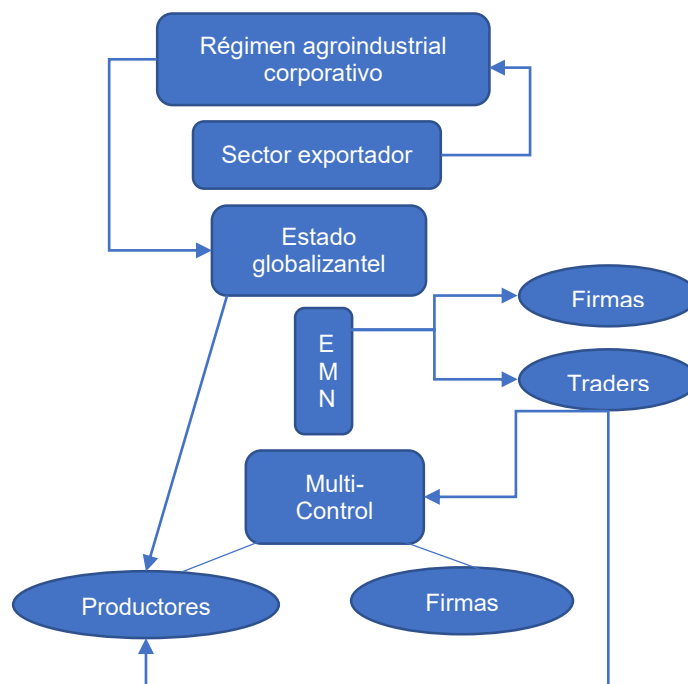 Régimen agroindustrial
corporativo
Sector exportador
Estado
globalizantel
Firmas
E
M
N
Traders
Multi-
Control
Productores
Firmas